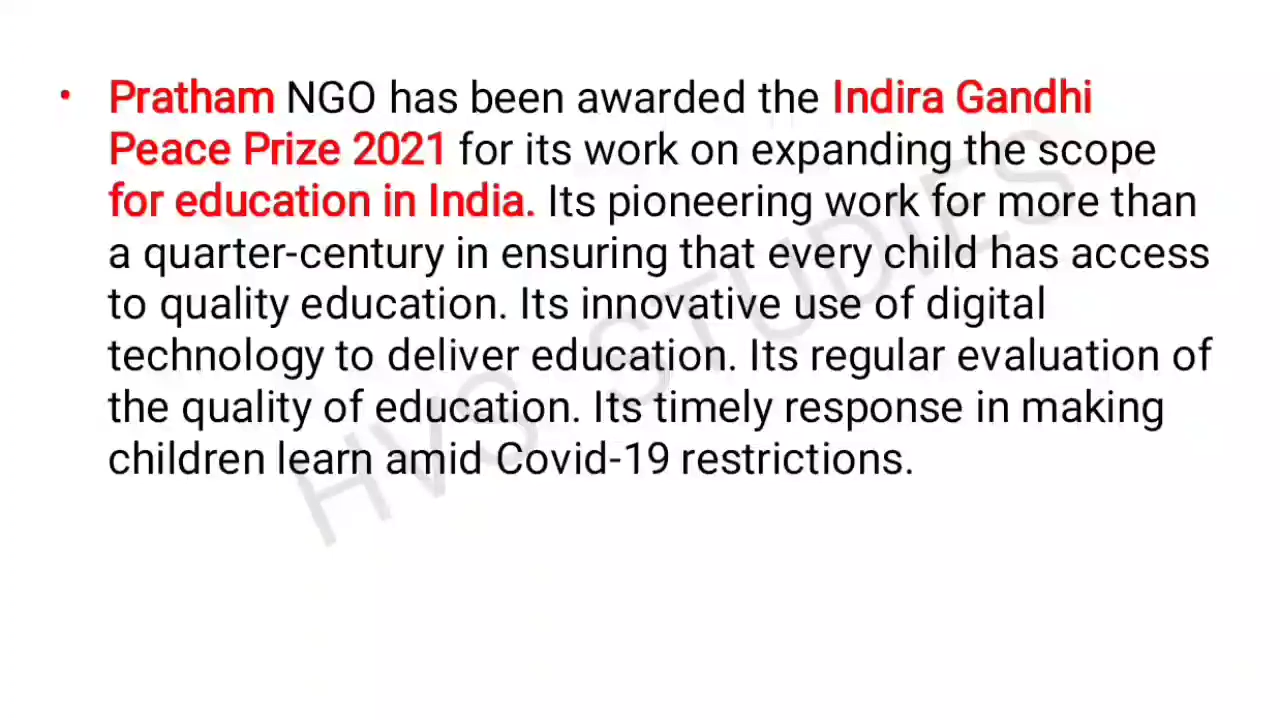 • Pratham NGO has been awarded the Indira Gandhi
Peace Prize 2021 for its work on expanding the scope
for education in India. Its pioneering work for more than
a quarter-century in ensuring that every child has access
to quality education. Its innovative use of digital
technology to deliver education. Its regular evaluation of
the quality of education. Its timely response in making
children learn amid Covid-19 restrictions.
HVS STUDIES